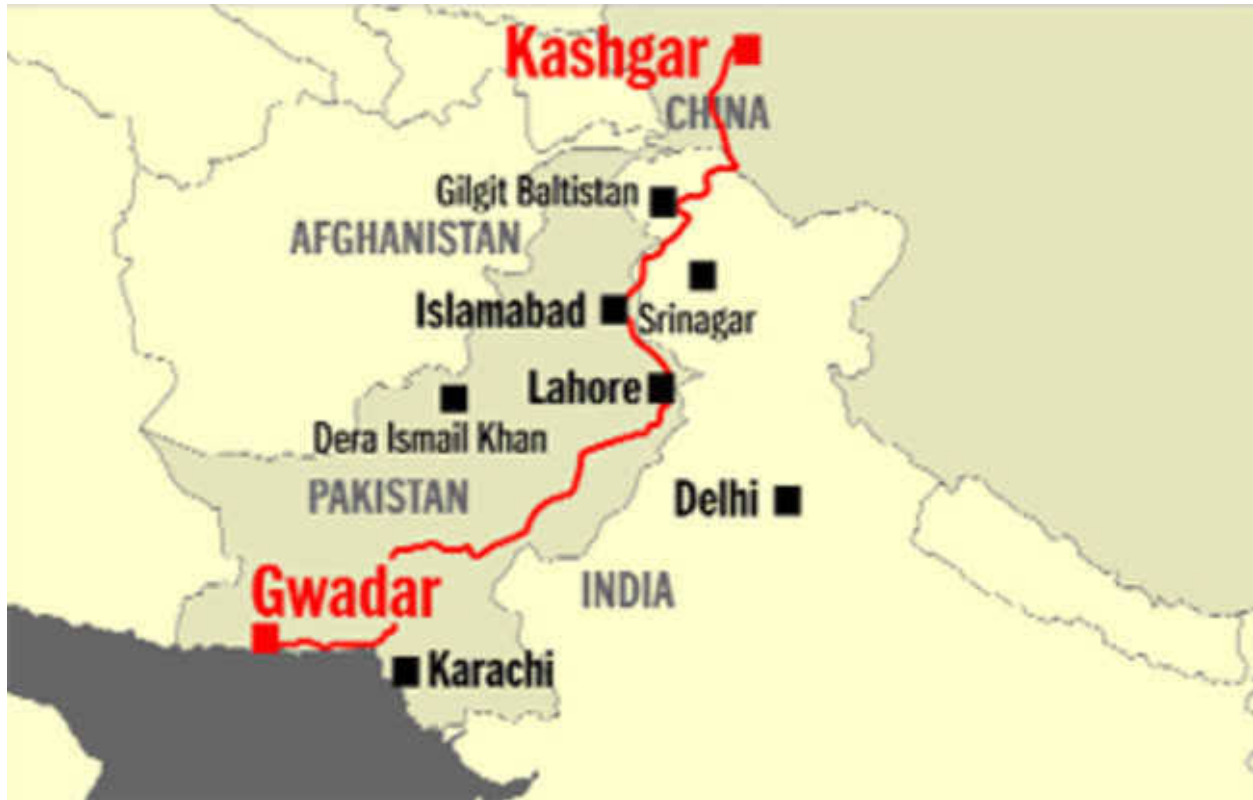 Kashgar
CHINA
Gilgit Baltistan
AFGHANISTAN
Islamabad
Srinagar
Lahore
Dera Ismail Khan
PAKISTAN
Delhi
Gwadar
INDIA
Karachi